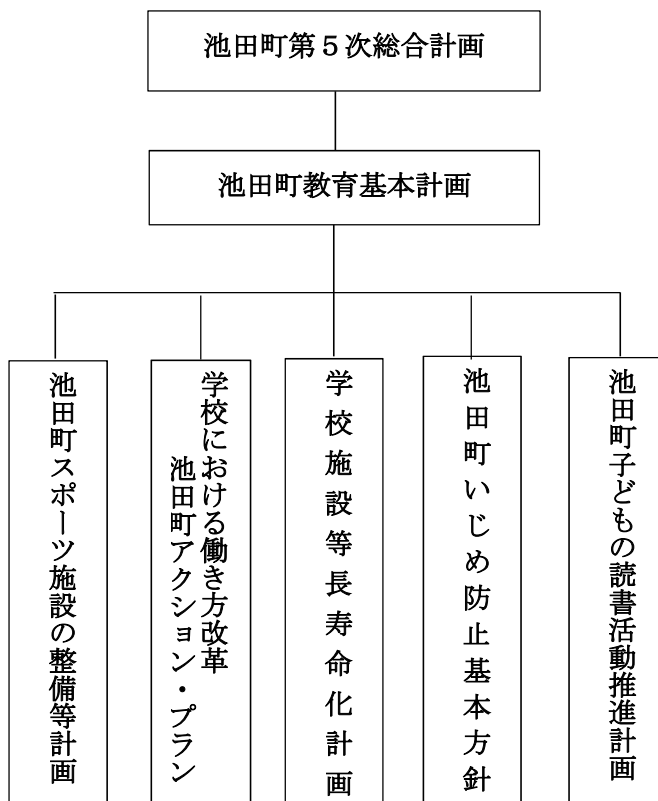 池田町第５次総合計画
池田町教育基本計画
池田町スポーツ施設の整備等計画
学校における働き方改革
池田町アクション・プラン
学校施設等長寿命化計画
池田町いじめ防止基本方針
池田町子どもの読書活動推進計画